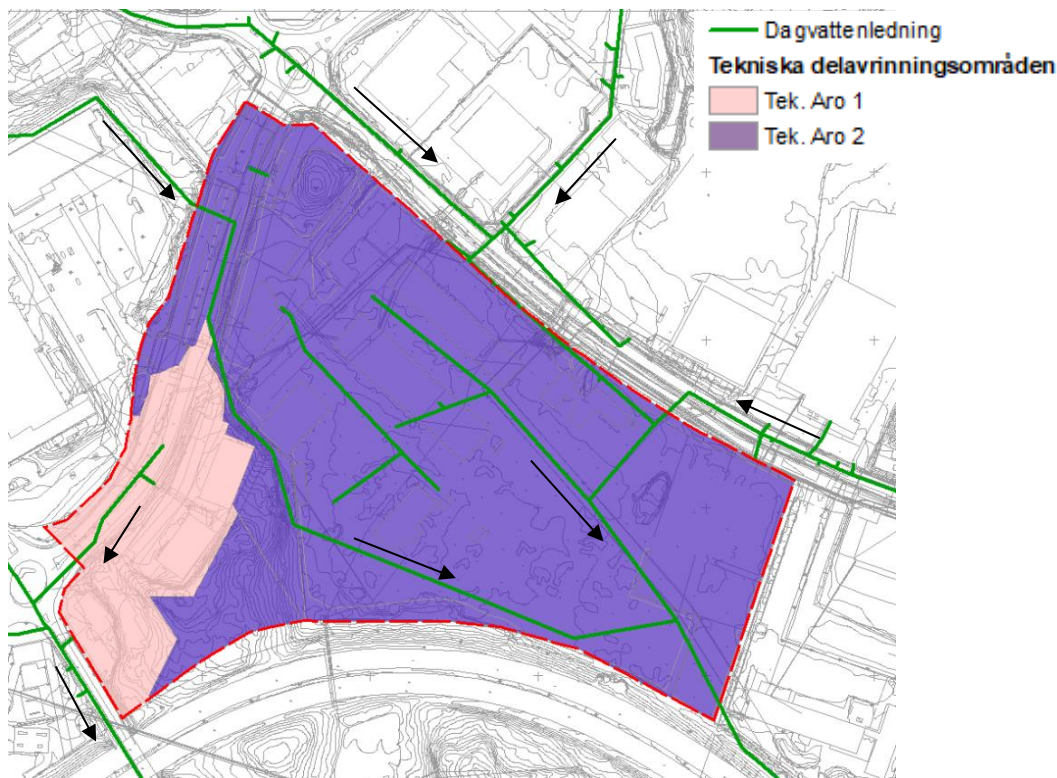 Dagvattenledning
Tekniska delavrinningsområden
Tek. Aro 1
Tek. Aro 2